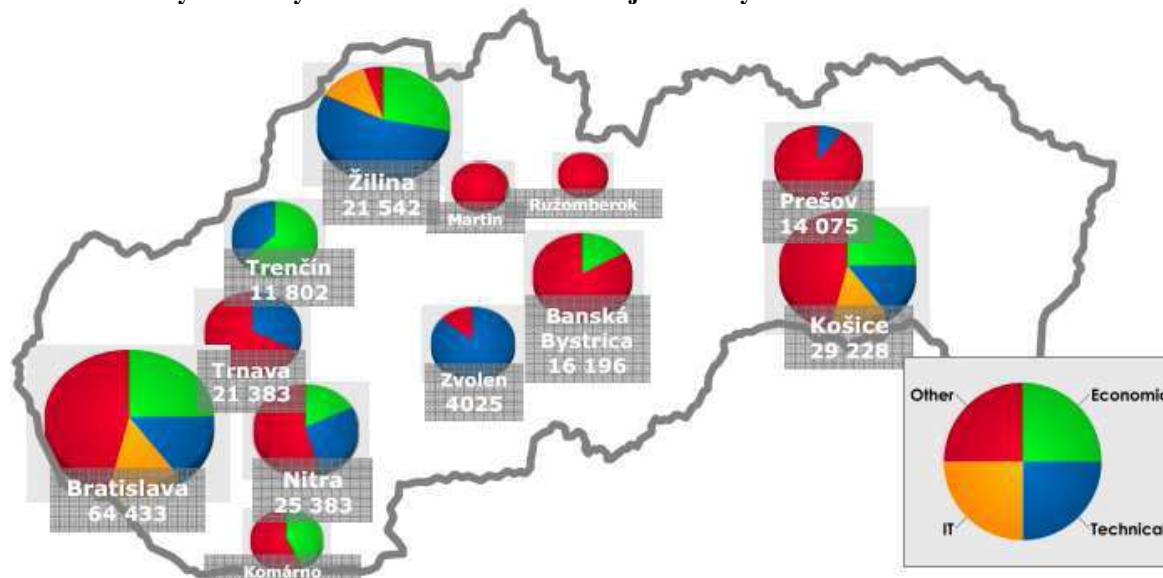 Žilina
21 542
Martin
Ružomberok
Prešov
14 075
Trenčín
11 802
Banská
Bystrica
16 196
Košice
29 228
Trnava
21 383
Zvolen
4025
Bratislava
64 433
Nitra
25 383
Komárno
Other
Economic
IT
Technical